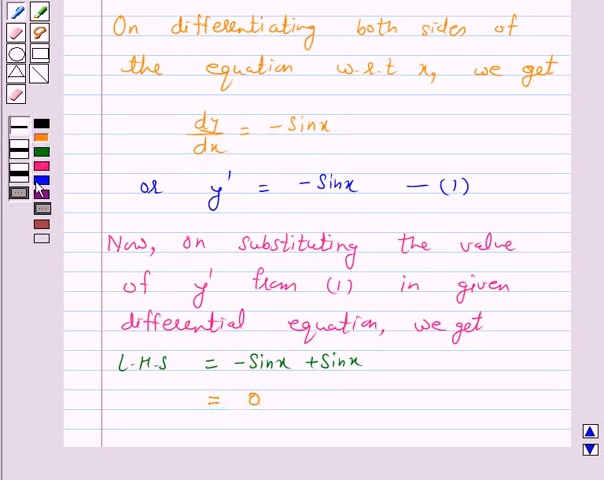 On differentiating both sides of
the equation w.r.t x, we get
dy/dx = -Sinx
or y' = -Sinx — (1)
Now, on substituting the value
of y' from (1) in given
differential equation, we get
L.H.S = -Sinx + Sinx
= 0